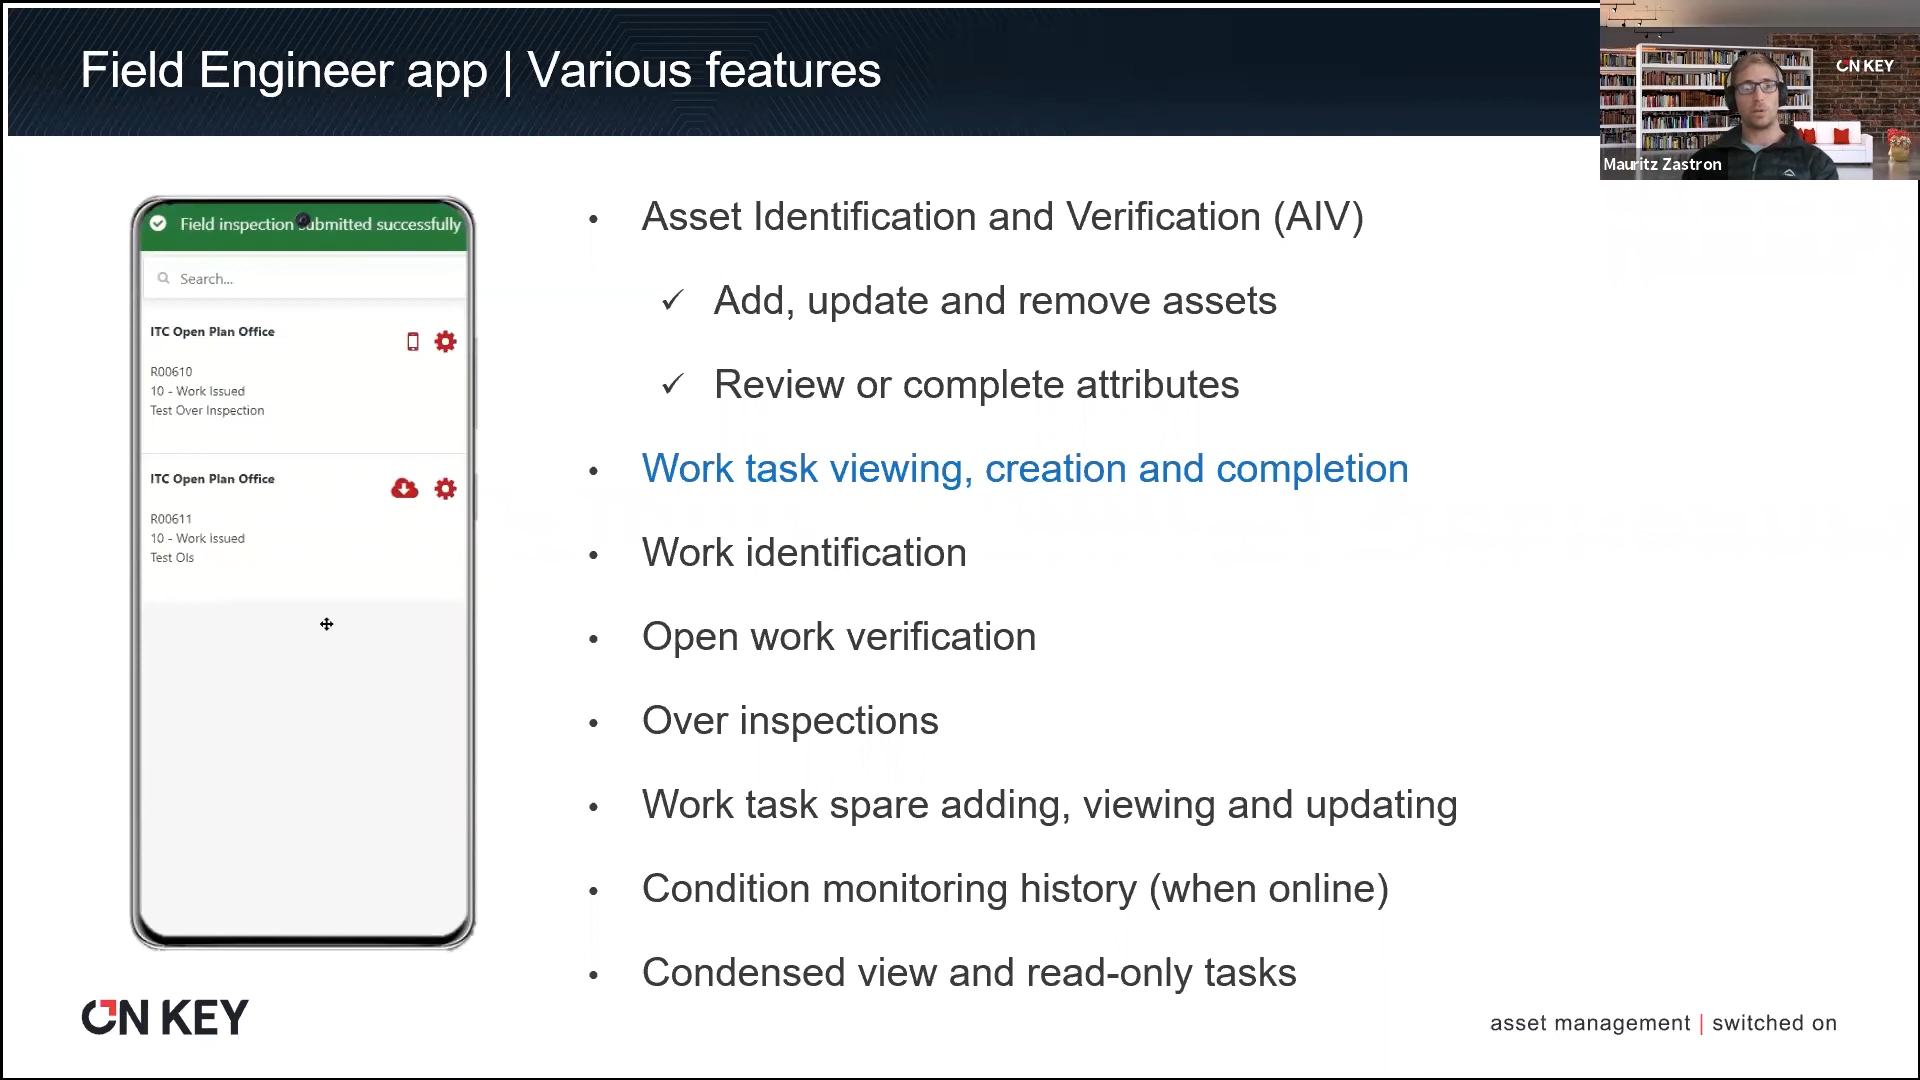 Field Engineer app | Various features
ON KEY
Mauritz Zastron
Field inspection submitted successfully
Search...
ITC Open Plan Office
R00610
10 - Work Issued
Test Over Inspection
ITC Open Plan Office
R00611
10 - Work Issued
Test OIs
• Asset Identification and Verification (AIV)
✓ Add, update and remove assets
✓ Review or complete attributes
• Work task viewing, creation and completion
• Work identification
• Open work verification
• Over inspections
• Work task spare adding, viewing and updating
• Condition monitoring history (when online)
• Condensed view and read-only tasks
ON KEY
asset management | switched on